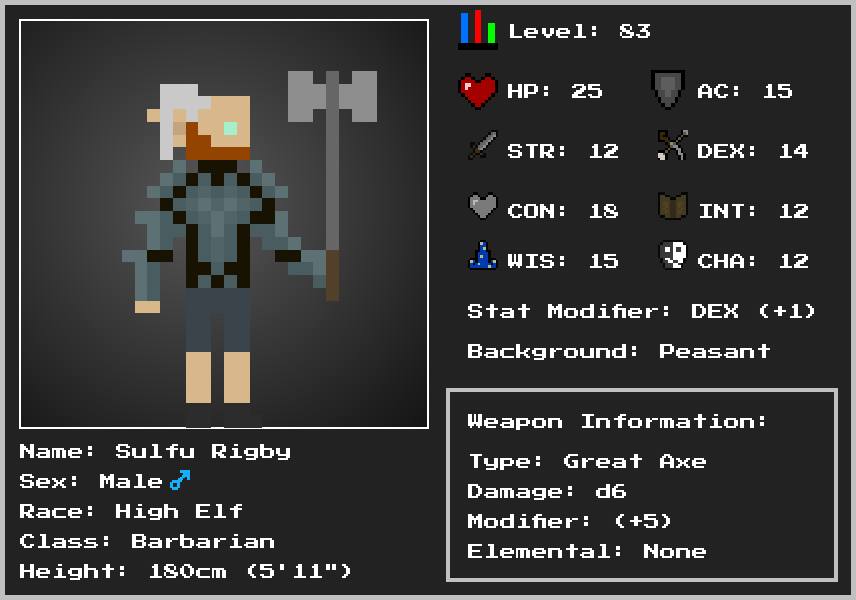 Level: 83
HP: 25
AC: 15
STR: 12
DEX: 14
CON: 18
INT: 12
WIS: 15
CHA: 12
Stat Modifier: DEX (+1)
Background: Peasant
Weapon Information:
Type: Great Axe
Damage: d6
Modifier: (+5)
Elemental: None
Name: Sulfu Rigby
Sex: Male♂
Race: High Elf
Class: Barbarian
Height: 180cm (5'11")